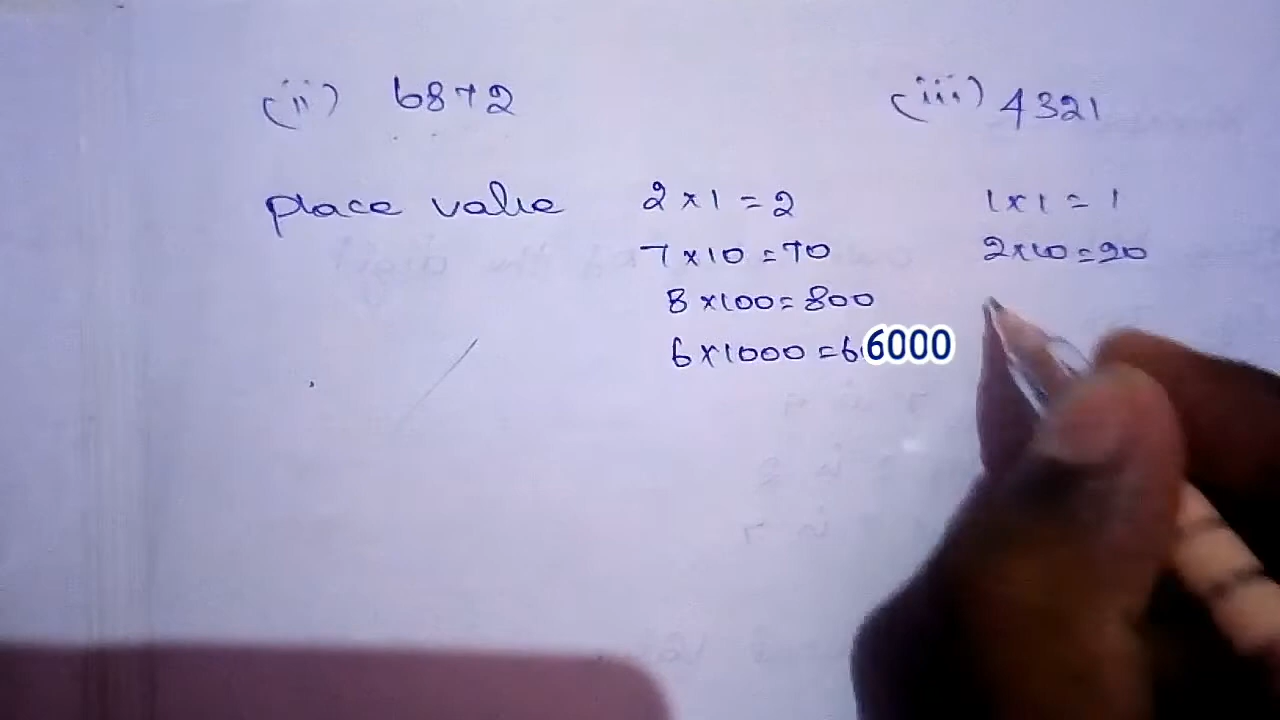 (ii) 6872 (iii) 4321
place value 2 × 1 = 2 1 × 1 = 1
7 × 10 = 70 2 × 10 = 20
8 × 100 = 800
6 × 1000 = 6 6000